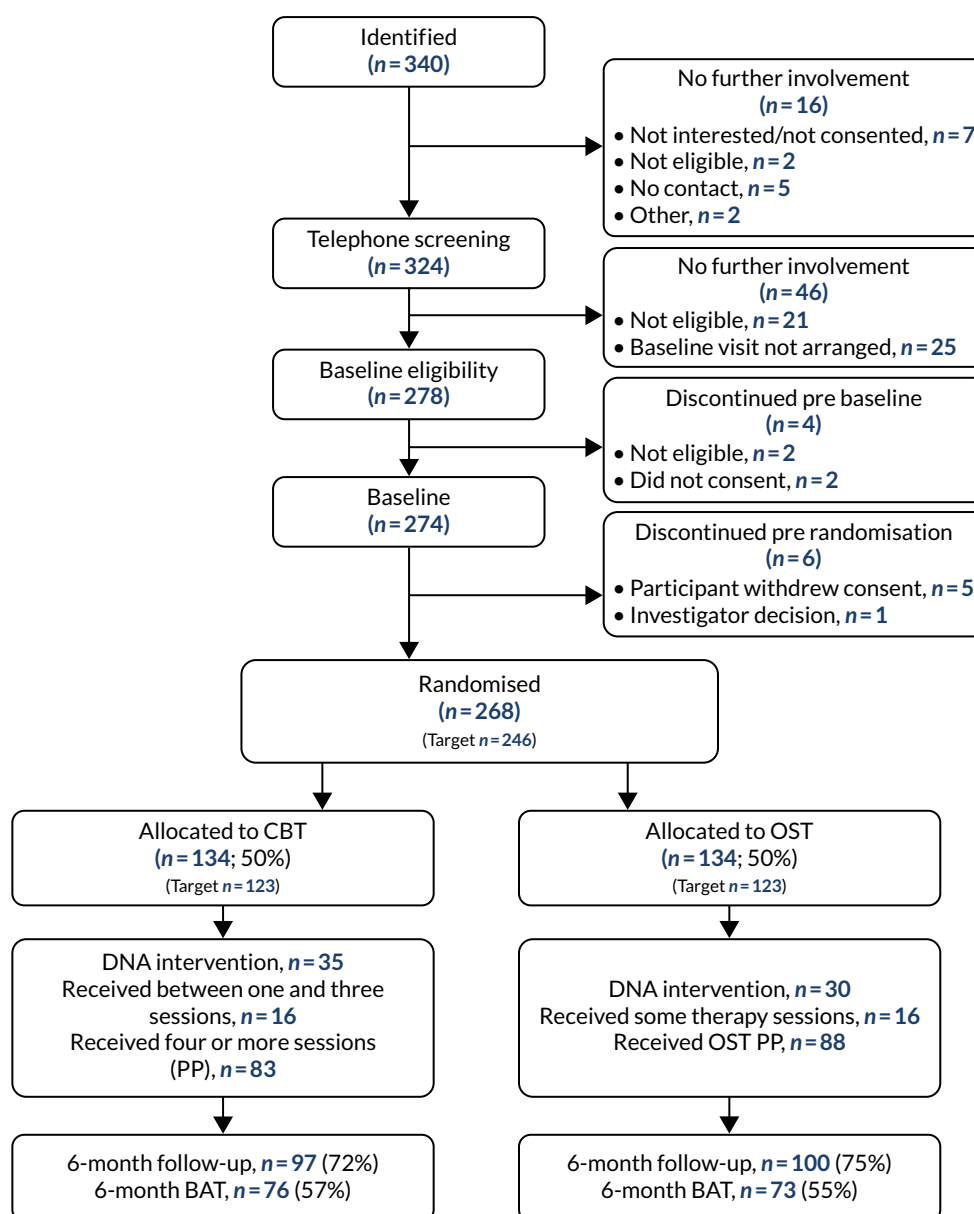 Identified
(n = 340)
No further involvement
(n = 16)
• Not interested/not consented, n = 7
• Not eligible, n = 2
• No contact, n = 5
• Other, n = 2
Telephone screening
(n = 324)
No further involvement
(n = 46)
• Not eligible, n = 21
• Baseline visit not arranged, n = 25
Baseline eligibility
(n = 278)
Discontinued pre baseline
(n = 4)
• Not eligible, n = 2
• Did not consent, n = 2
Baseline
(n = 274)
Discontinued pre randomisation
(n = 6)
• Participant withdrew consent, n = 5
• Investigator decision, n = 1
Randomised
(n = 268)
(Target n = 246)
Allocated to CBT
(n = 134; 50%)
(Target n = 123)
Allocated to OST
(n = 134; 50%)
(Target n = 123)
DNA intervention, n = 35
Received between one and three
sessions, n = 16
Received four or more sessions
(PP), n = 83
DNA intervention, n = 30
Received some therapy sessions, n = 16
Received OST PP, n = 88
6-month follow-up, n = 97 (72%)
6-month BAT, n = 76 (57%)
6-month follow-up, n = 100 (75%)
6-month BAT, n = 73 (55%)